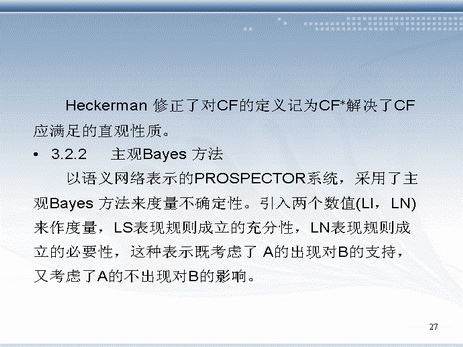 Heckerman 修正了对CF的定义记为CF*解决了CF
应满足的直观性质。
• 3.2.2 主观Bayes 方法
以语义网络表示的PROSPECTOR系统，采用了主
观Bayes 方法来度量不确定性。引入两个数值(LI，LN)
来作度量，LS表现规则成立的充分性，LN表现规则成
立的必要性，这种表示既考虑了 A的出现对B的支持，
又考虑了A的不出现对B的影响。
27